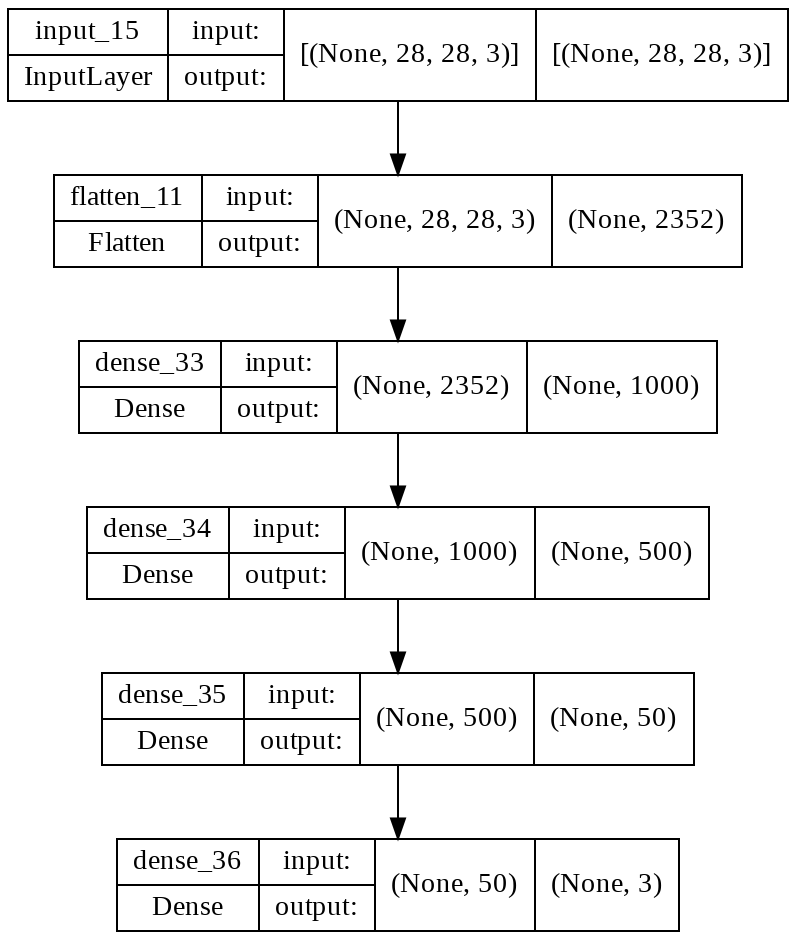 input_15 input: [(None, 28, 28, 3)] [(None, 28, 28, 3)]
InputLayer output:
flatten_11 input: (None, 28, 28, 3) (None, 2352)
Flatten output:
dense_33 input: (None, 2352) (None, 1000)
Dense output:
dense_34 input: (None, 1000) (None, 500)
Dense output:
dense_35 input: (None, 500) (None, 50)
Dense output:
dense_36 input: (None, 50) (None, 3)
Dense output: